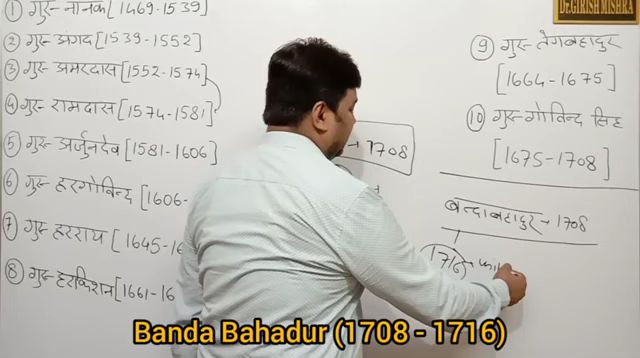 ① गुरु नानक [1469-1539]
② गुरु अंगद [1539-1552]
③ गुरु अमरदास [1552-1574]
④ गुरु रामदास [1574-1581]
⑤ गुरु अर्जुनदेव [1581-1606]
⑥ गुरु हरगोविन्द [1606-
⑦ गुरु हरराय [1645-16
⑧ गुरु हरकिशन [1661-16
→ 1708
Dr.GIRISH MISHRA
⑨ गुरु तेगबहादुर
[1664-1675]
⑩ गुरु गोविन्द सिंह
[1675-1708]
बन्दाबहादुर → 1708
1716
Banda Bahadur (1708 - 1716)